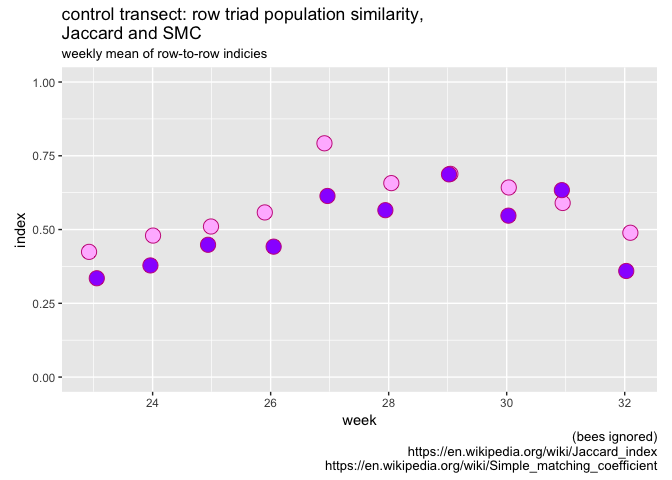 control transect: row triad population similarity,
Jaccard and SMC
weekly mean of row-to-row indicies
1.00
0.75
0.50
0.25
0.00
index
24 26 28 30 32
week
(bees ignored)
https://en.wikipedia.org/wiki/Jaccard_index
https://en.wikipedia.org/wiki/Simple_matching_coefficient